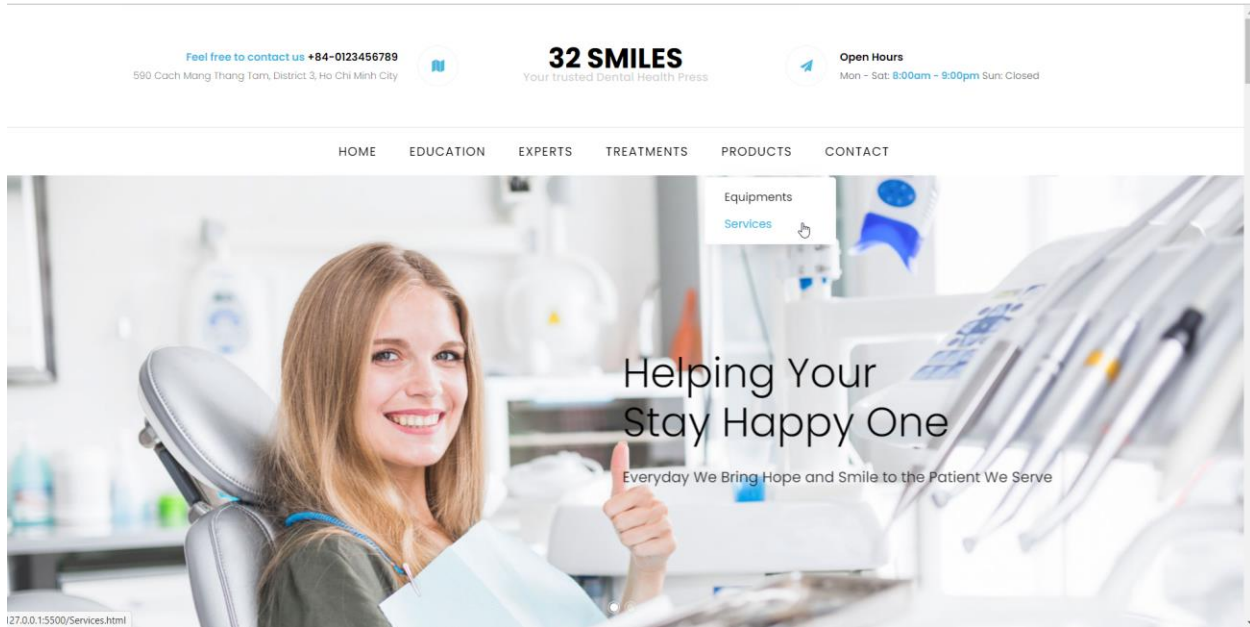 Feel free to contact us +84-0123456789
590 Cach Mang Thang Tam, District 3, Ho Chi Minh City
32 SMILES
Your trusted Dental Health Press
Open Hours
Mon - Sat: 8:00am - 9:00pm Sun: Closed
HOME EDUCATION EXPERTS TREATMENTS PRODUCTS CONTACT
Equipments
Services
Helping Your
Stay Happy One
Everyday We Bring Hope and Smile to the Patient We Serve
127.0.0.1:5500/Services.html